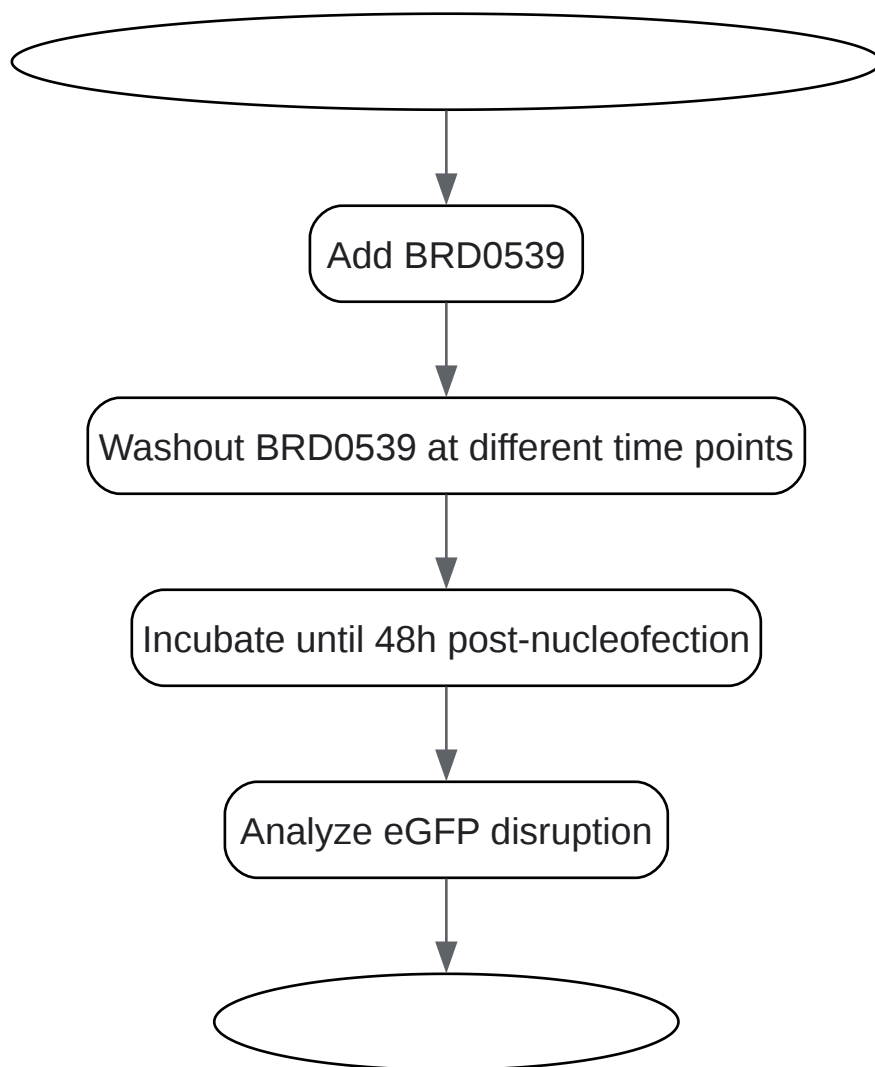 Add BRD0539
Washout BRD0539 at different time points
Incubate until 48h post-nucleofection
Analyze eGFP disruption